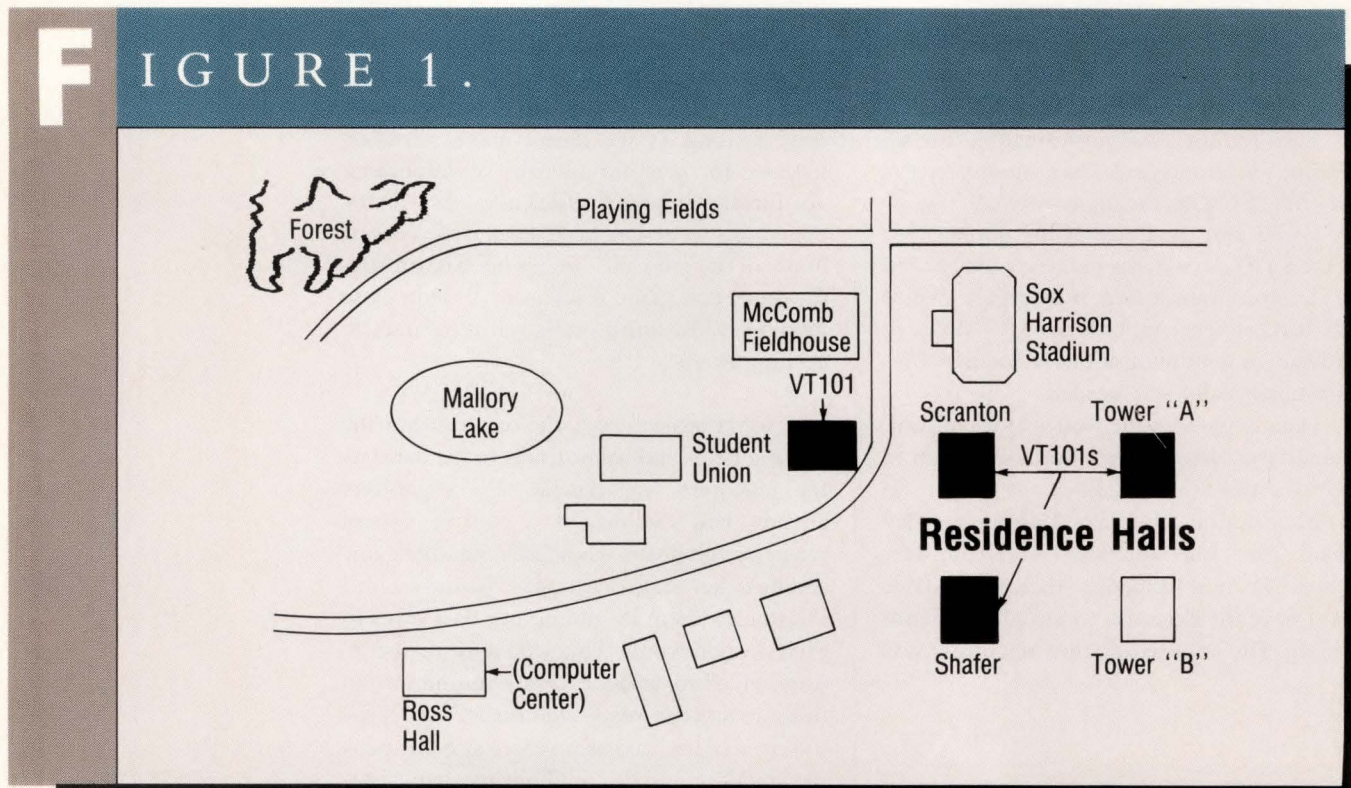 FIGURE 1.
Forest
Playing Fields
McComb
Fieldhouse
Sox
Harrison
Stadium
Mallory
Lake
VT101
Student
Union
Scranton
Tower "A"
VT101s
Residence Halls
Shafer
Tower "B"
(Computer
Center)
Ross
Hall